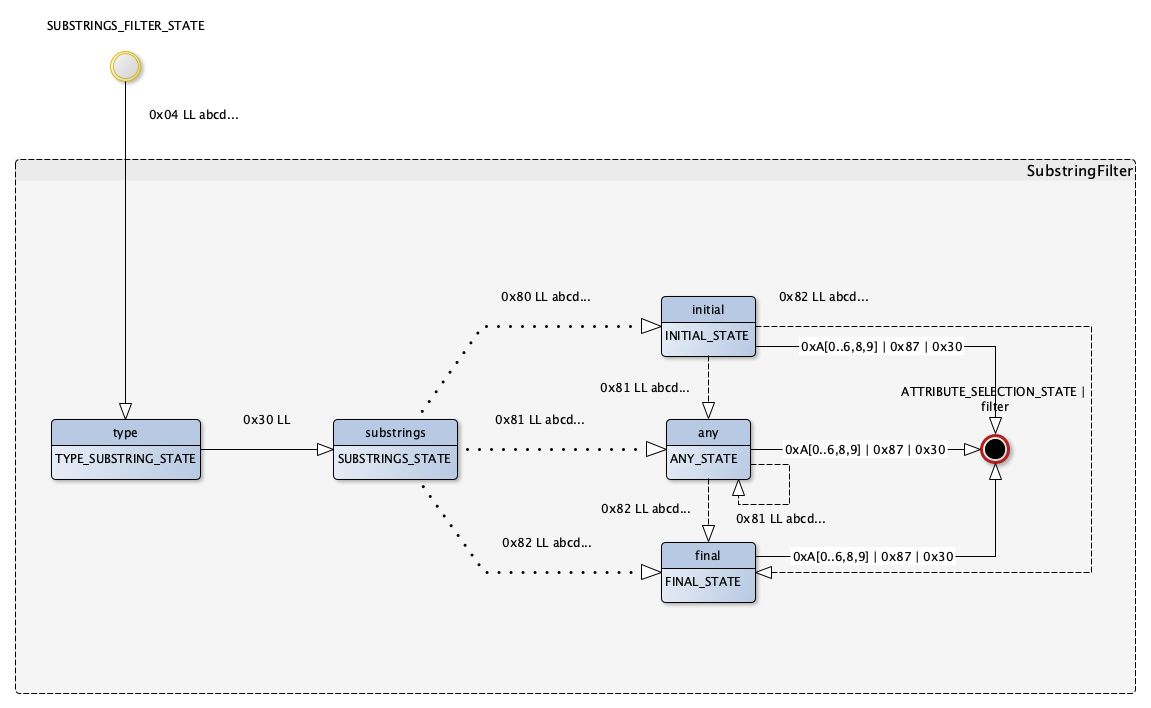 SUBSTRINGS_FILTER_STATE
0x04 LL abcd...
SubstringFilter
0x80 LL abcd...
0x82 LL abcd...
initial
INITIAL_STATE
0xA[0..6,8,9] | 0x87 | 0x30
0x81 LL abcd...
ATTRIBUTE_SELECTION_STATE |
filter
0x30 LL
0x81 LL abcd...
type
TYPE_SUBSTRING_STATE
substrings
SUBSTRINGS_STATE
any
ANY_STATE
0xA[0..6,8,9] | 0x87 | 0x30
0x82 LL abcd...
0x81 LL abcd...
0x82 LL abcd...
final
FINAL_STATE
0xA[0..6,8,9] | 0x87 | 0x30